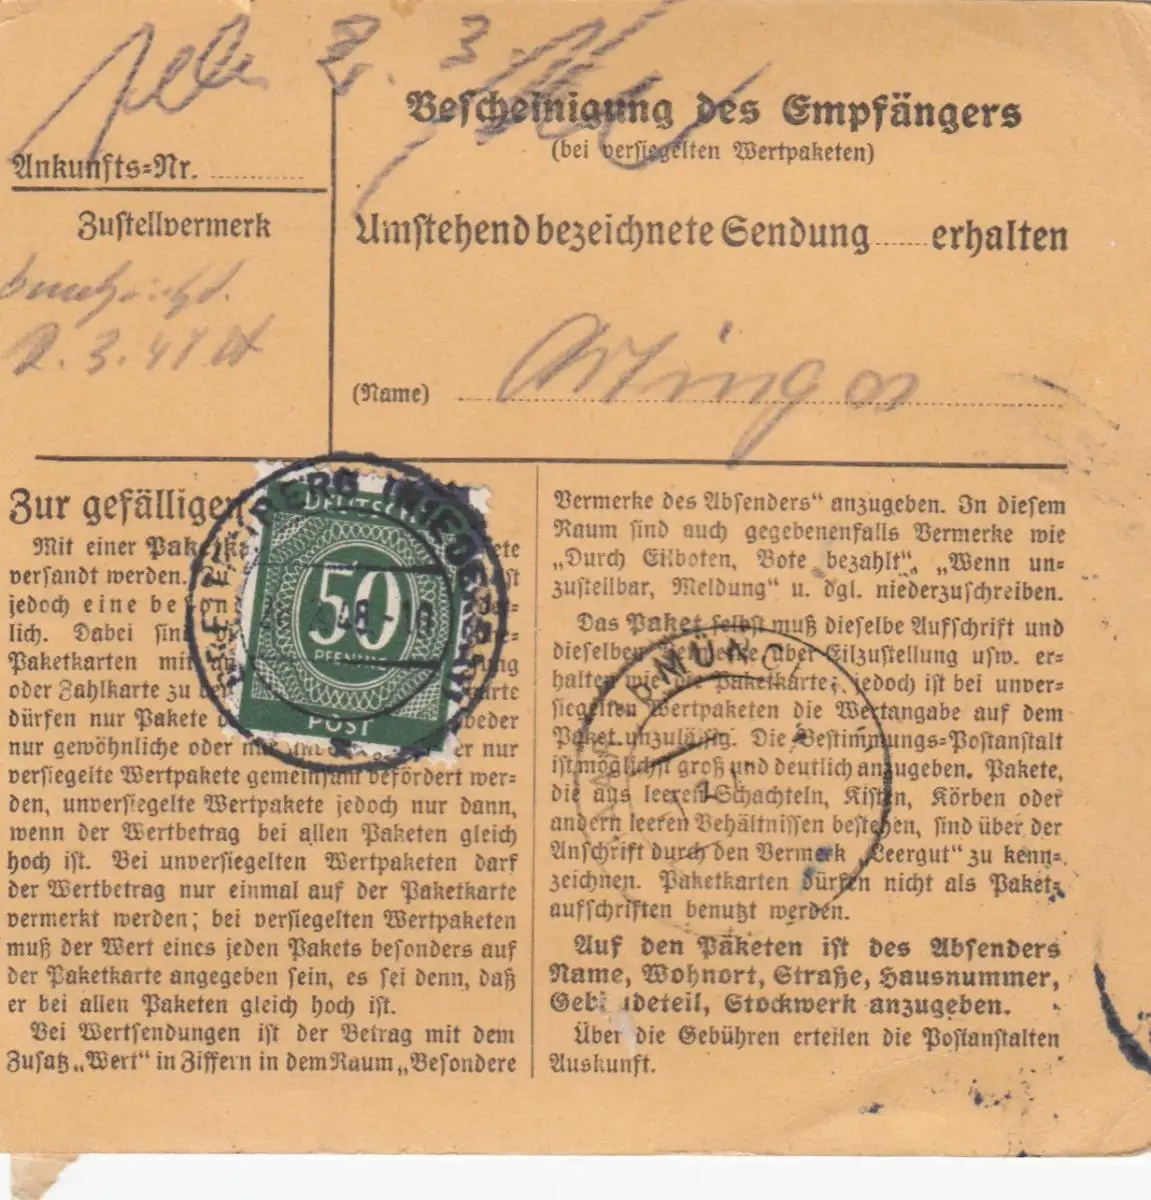 2. 3.
Bescheinigung des Empfängers
(bei versiegelten Wertpaketen)
Ankunfts-Nr. ............
Zustellvermerk
Umstehend bezeichnete Sendung ...... erhalten
2. 3. 48
(Name)
Zur gefälligen
Mit einer
versandt werden.
jedoch eine
lich. Dabei sind
Paketkarten mit
oder Zahlkarte zu
dürfen nur Pakete
nur gewöhnliche oder nur
er nur
versiegelte Wertpakete gemeinsam befördert wer-
den, unversiegelte Wertpakete jedoch nur dann,
wenn der Wertbetrag bei allen Paketen gleich
hoch ist. Bei unversiegelten Wertpaketen darf
der Wertbetrag nur einmal auf der Paketkarte
vermerkt werden; bei versiegelten Wertpaketen
muß der Wert eines jeden Pakets besonders auf
der Paketkarte angegeben sein, es sei denn, daß
er bei allen Paketen gleich hoch ist.
Bei Wertsendungen ist der Betrag mit dem
Zusatz „Wert“ in Ziffern in dem Raum „Besondere
DEUTSCHE
50
PFENNIG
POST
48 - 10
Vermerke des Absenders“ anzugeben. In diesem
Raum sind auch gegebenenfalls Vermerke wie
„Durch Eilboten, Bote bezahlt“, „Wenn un-
zustellbar, Meldung“ u. dgl. niederzuschreiben.
Das Paket selbst muß dieselbe Aufschrift und
dieselben Vermerke über Eilzustellung usw. er-
halten wie die Paketkarte; jedoch ist bei unver-
siegelten Wertpaketen die Wertangabe auf dem
Paket unzulässig. Die Bestimmungs-Postanstalt
ist möglichst groß und deutlich anzugeben. Pakete,
die aus leeren Schachteln, Kisten, Körben oder
andern leeren Behältnissen bestehen, sind über der
Anschrift durch den Vermerk „Leergut“ zu kenn-
zeichnen. Paketkarten dürfen nicht als Paket-
aufschriften benutzt werden.
Auf den Paketen ist des Absenders
Name, Wohnort, Straße, Hausnummer,
Gebäudeteil, Stockwerk anzugeben.
Über die Gebühren erteilen die Postanstalten
Auskunft.